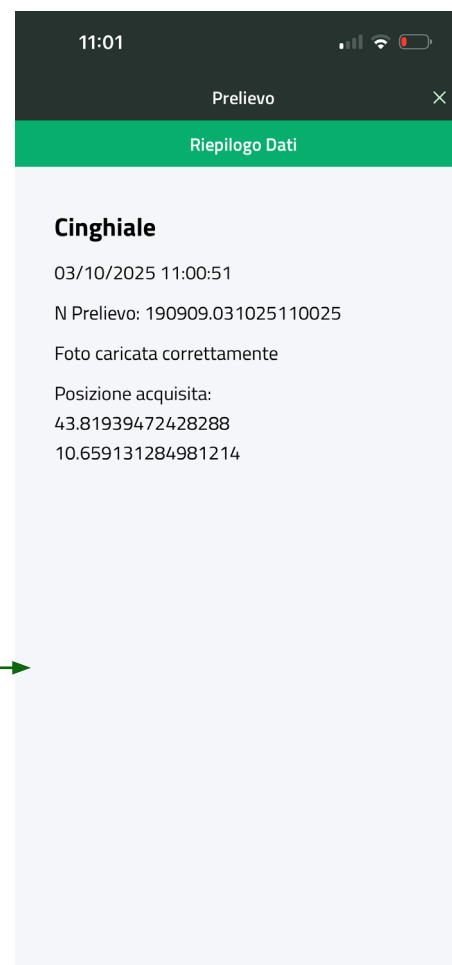 11:01
Prelievo
Riepilogo Dati
Cinghiale
03/10/2025 11:00:51
N Prelievo: 190909.031025110025
Foto caricata correttamente
Posizione acquisita:
43.81939472428288
10.659131284981214